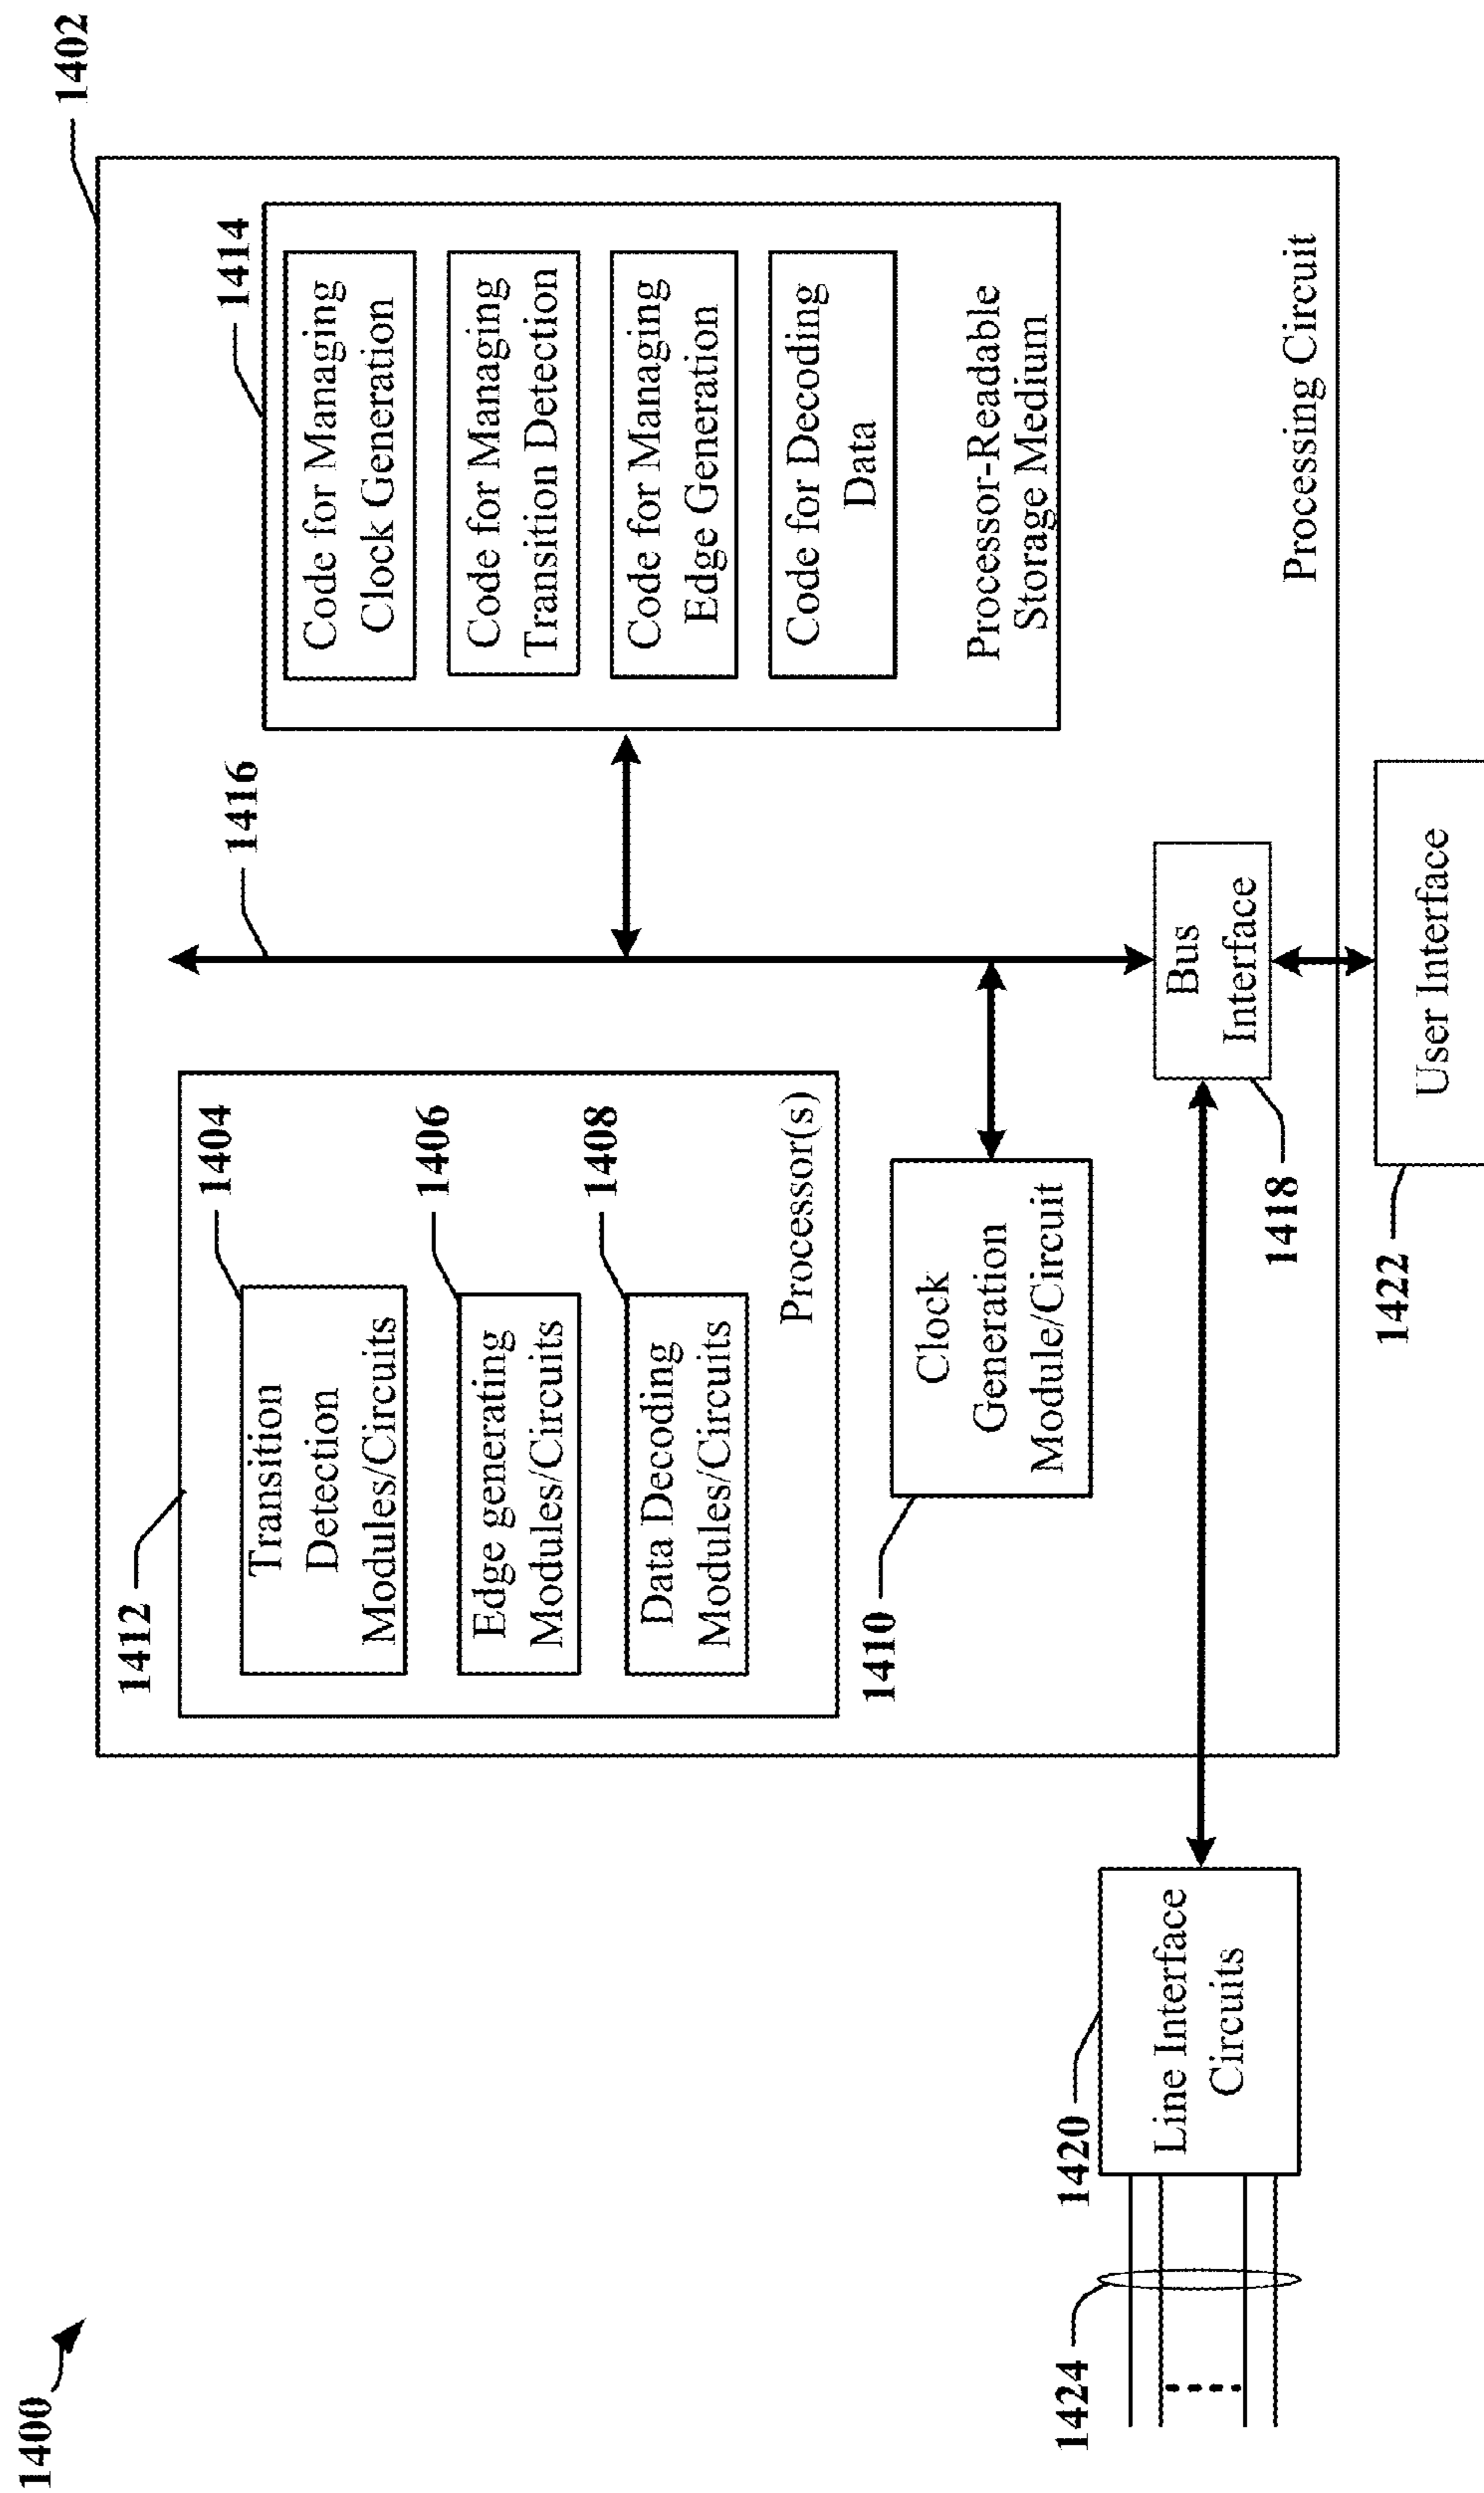 1400
1402
1412
1404
Transition
Detection
Modules/Circuits
1406
Edge generating
Modules/Circuits
1408
Data Decoding
Modules/Circuits
Processor(s)
1416
1414
Code for Managing
Clock Generation
Code for Managing
Transition Detection
Code for Managing
Edge Generation
Code for Decoding
Data
Processor-Readable
Storage Medium
1410
Clock
Generation
Module/Circuit
Bus
Interface
1418
Processing Circuit
1420
Line Interface
Circuits
1424
1422
User Interface